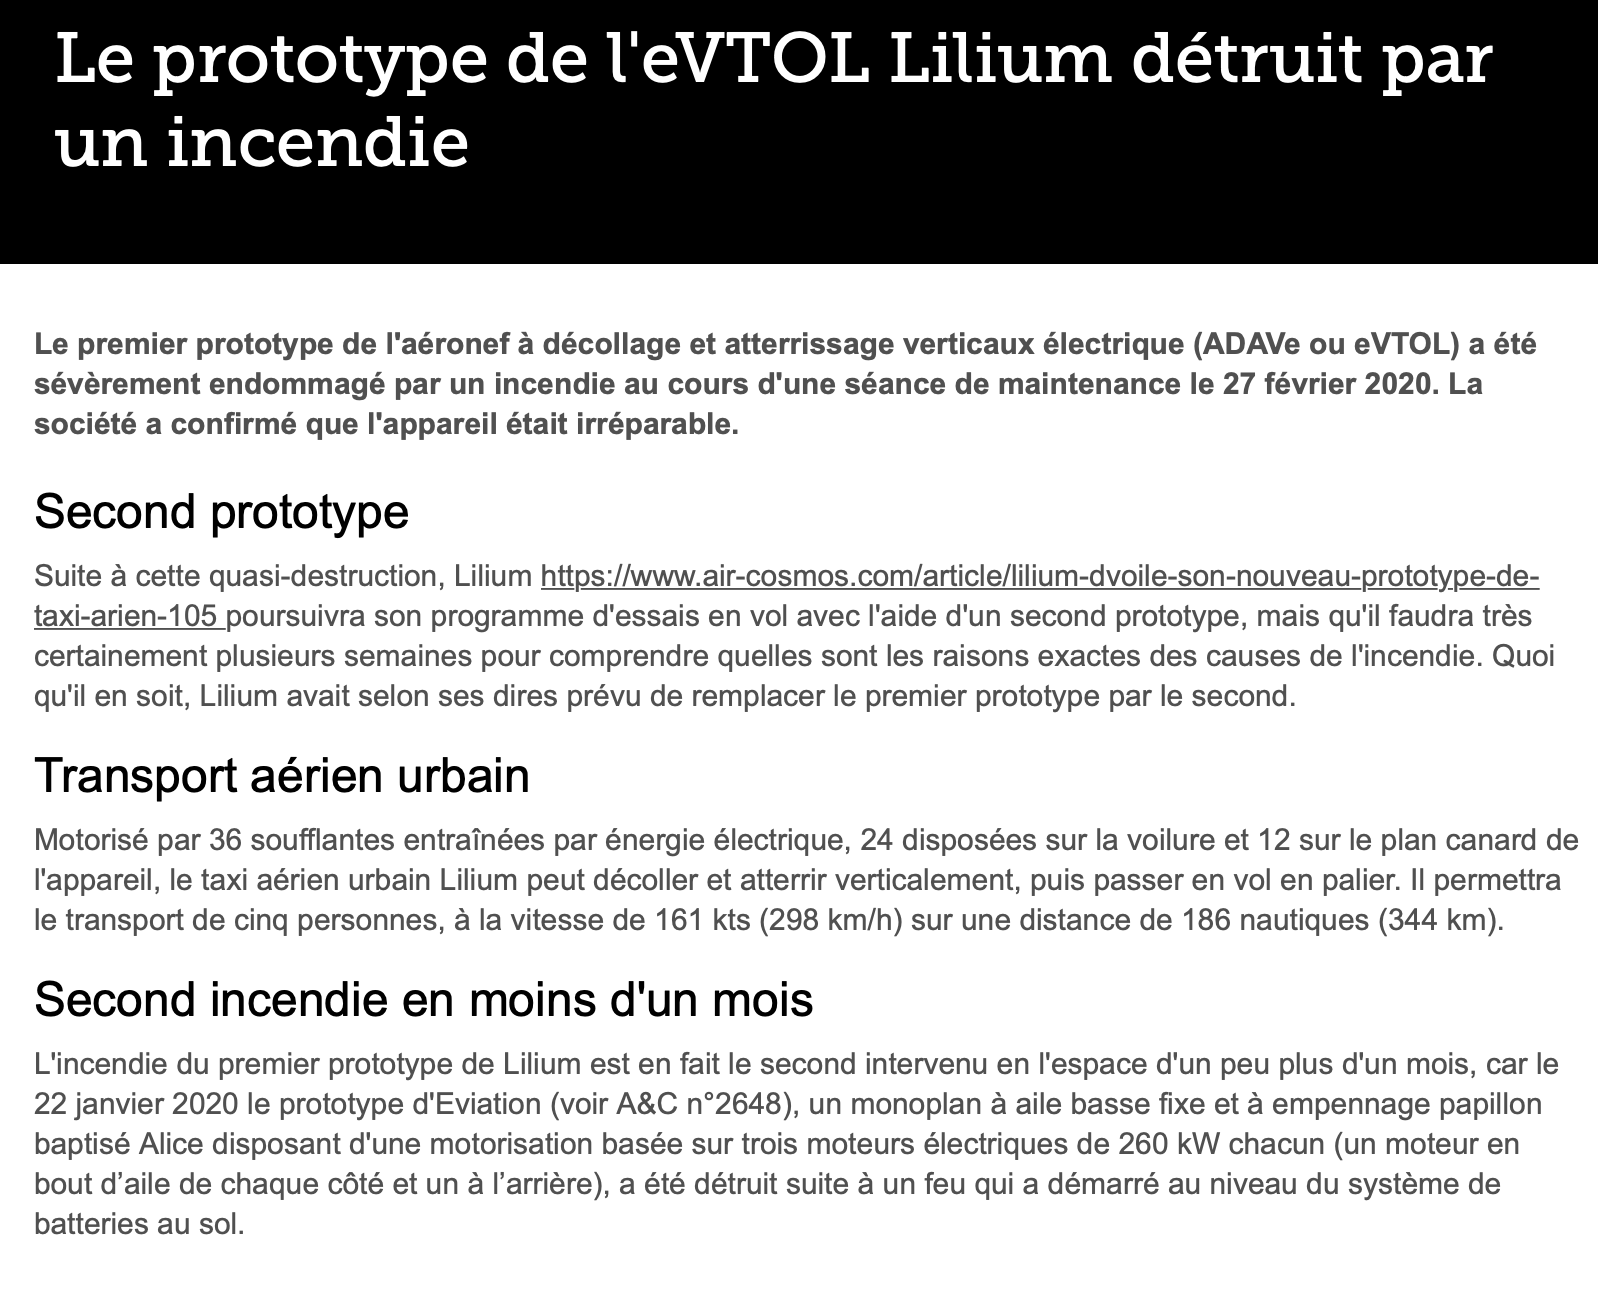 Le prototype de l'eVTOL Lilium détruit par
un incendie
Le premier prototype de l'aéronef à décollage et atterrissage verticaux électrique (ADAVe ou eVTOL) a été
sévèrement endommagé par un incendie au cours d'une séance de maintenance le 27 février 2020. La
société a confirmé que l'appareil était irréparable.
Second prototype
Suite à cette quasi-destruction, Lilium https://www.air-cosmos.com/article/lilium-dvoile-son-nouveau-prototype-de-
taxi-arien-105 poursuivra son programme d'essais en vol avec l'aide d'un second prototype, mais qu'il faudra très
certainement plusieurs semaines pour comprendre quelles sont les raisons exactes des causes de l'incendie. Quoi
qu'il en soit, Lilium avait selon ses dires prévu de remplacer le premier prototype par le second.
Transport aérien urbain
Motorisé par 36 soufflantes entraînées par énergie électrique, 24 disposées sur la voilure et 12 sur le plan canard de
l'appareil, le taxi aérien urbain Lilium peut décoller et atterrir verticalement, puis passer en vol en palier. Il permettra
le transport de cinq personnes, à la vitesse de 161 kts (298 km/h) sur une distance de 186 nautiques (344 km).
Second incendie en moins d'un mois
L'incendie du premier prototype de Lilium est en fait le second intervenu en l'espace d'un peu plus d'un mois, car le
22 janvier 2020 le prototype d'Eviation (voir A&C n°2648), un monoplan à aile basse fixe et à empennage papillon
baptisé Alice disposant d'une motorisation basée sur trois moteurs électriques de 260 kW chacun (un moteur en
bout d’aile de chaque côté et un à l’arrière), a été détruit suite à un feu qui a démarré au niveau du système de
batteries au sol.